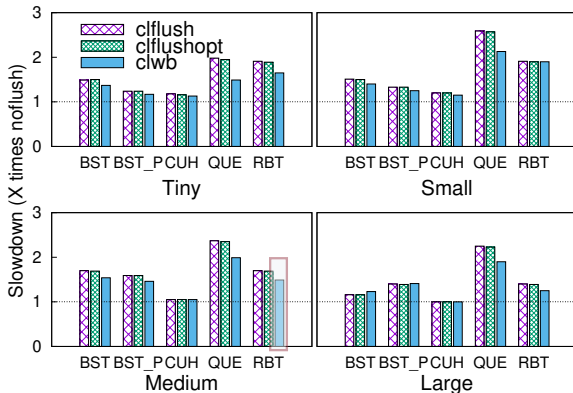 Slowdown (X times noflush)
3
2
1
0
clflush
clflushopt
clwb
BST BST_P CUH QUE RBT
Tiny
BST BST_P CUH QUE RBT
Small
3
2
1
0
BST BST_P CUH QUE RBT
Medium
BST BST_P CUH QUE RBT
Large